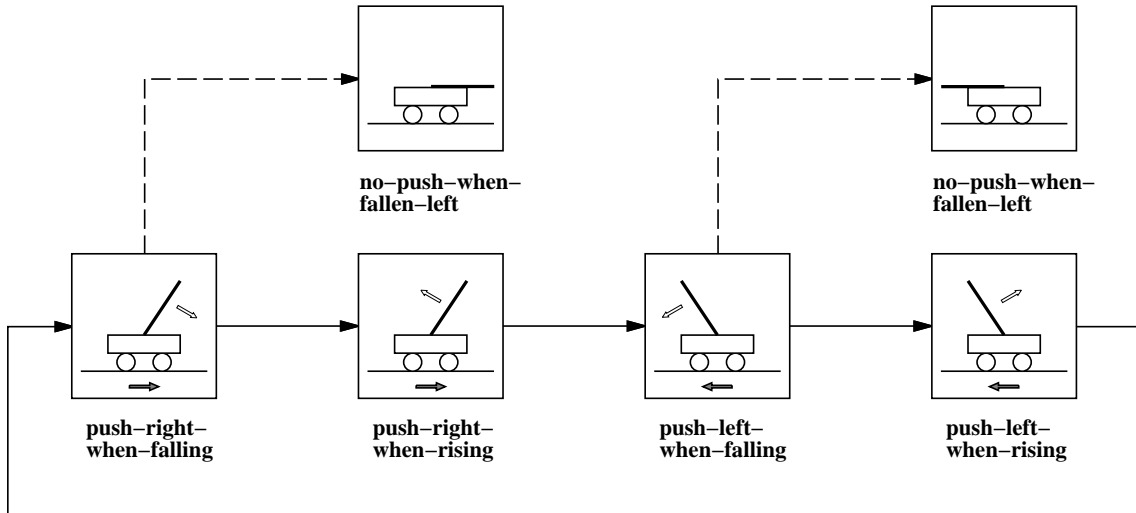 no–push–when–
fallen–left
no–push–when–
fallen–left
push–right–
when–falling
push–right–
when–rising
push–left–
when–falling
push–left–
when–rising